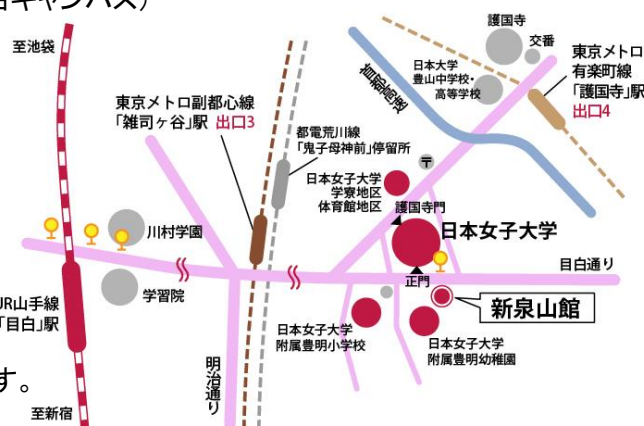 キャンパス）
至池袋
護国寺
交番
日本大学
豊山中学校・
高等学校
首都高速
東京メトロ
有楽町線
「護国寺」駅
出口4
東京メトロ副都心線
「雑司ヶ谷」駅 出口3
都電荒川線
「鬼子母神前」停留所
〒
日本女子大学
学寮地区
体育館地区
護国寺門
日本女子大学
川村学園
目白通り
学習院
正門
JR山手線
「目白」駅
新泉山館
日本女子大学
附属豊明小学校
日本女子大学
附属豊明幼稚園
明治通り
す。
至新宿